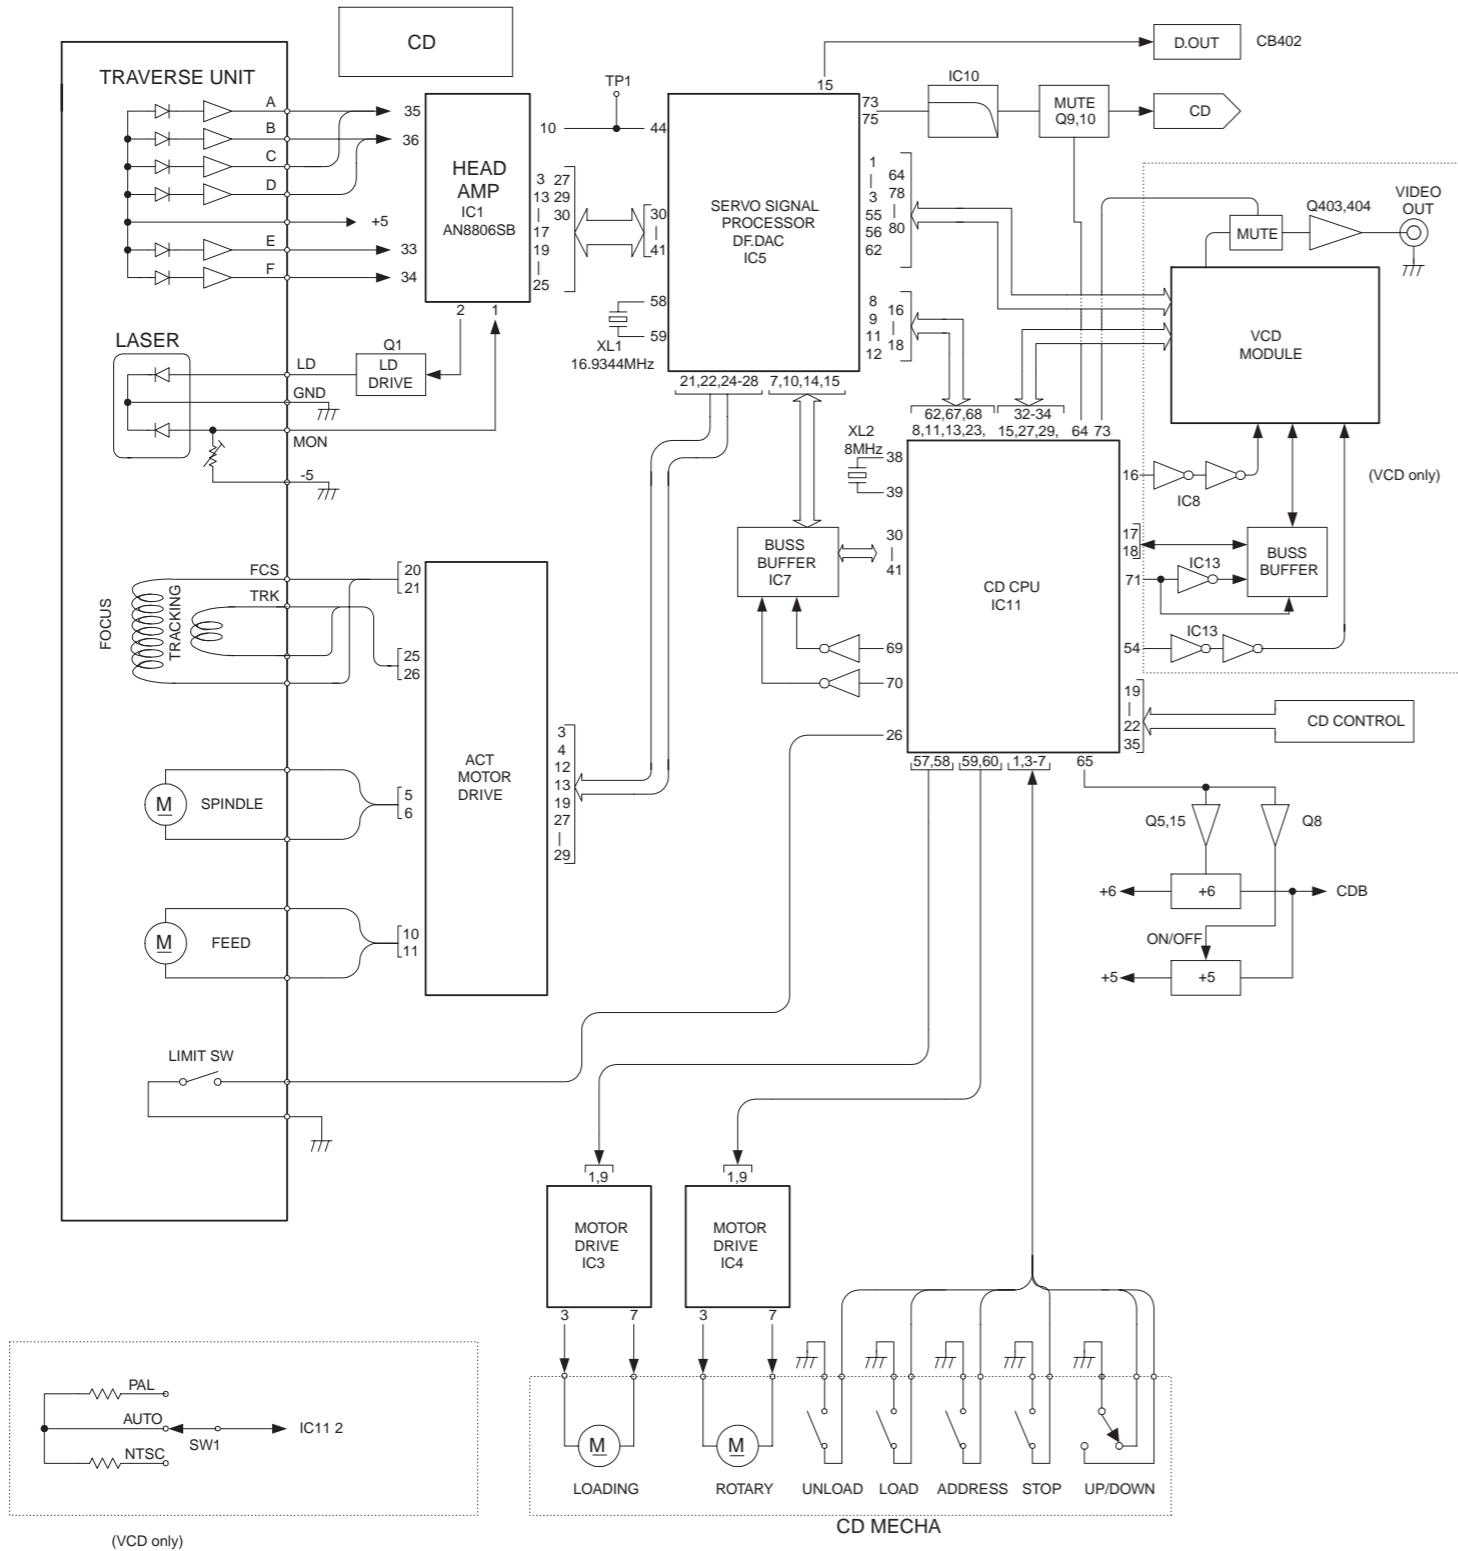 CD
TRAVERSE UNIT
A
B
C
D
+5
E
F
35
36
33
34
HEAD
AMP
IC1
AN8806SB
10
3 27
13 29
| 30
17
19
|
25
2
1
TP1
44
30
|
41
58
59
XL1
16.9344MHz
SERVO SIGNAL
PROCESSOR
DF.DAC
IC5
15
73
75
1
|
3
55
56
62
64
78
|
80
8
9
11
12
16
|
18
21,22,24-28
7,10,14,15
D.OUT
CB402
IC10
MUTE
Q9,10
CD
VIDEO
OUT
Q403,404
MUTE
VCD
MODULE
(VCD only)
LASER
LD
GND
MON
-5
Q1
LD
DRIVE
62,67,68
8,11,13,23,
32-34
15,27,29,
64 73
XL2
8MHz
38
39
30
|
41
69
70
26
CD CPU
IC11
16
17
18
71
54
19
|
22
35
IC8
IC13
IC13
BUSS
BUFFER
BUSS
BUFFER
IC7
CD CONTROL
57,58
59,60
1,3-7
65
Q5,15
Q8
+6
+6
CDB
ON/OFF
+5
+5
FOCUS
TRACKING
FCS
TRK
20
21
25
26
ACT
MOTOR
DRIVE
3
4
12
13
19
27
|
29
M
SPINDLE
5
6
M
FEED
10
11
LIMIT SW
1,9
1,9
MOTOR
DRIVE
IC3
MOTOR
DRIVE
IC4
3
7
3
7
M
M
LOADING
ROTARY
UNLOAD
LOAD
ADDRESS
STOP
UP/DOWN
CD MECHA
PAL
AUTO
NTSC
SW1
IC11 2
(VCD only)